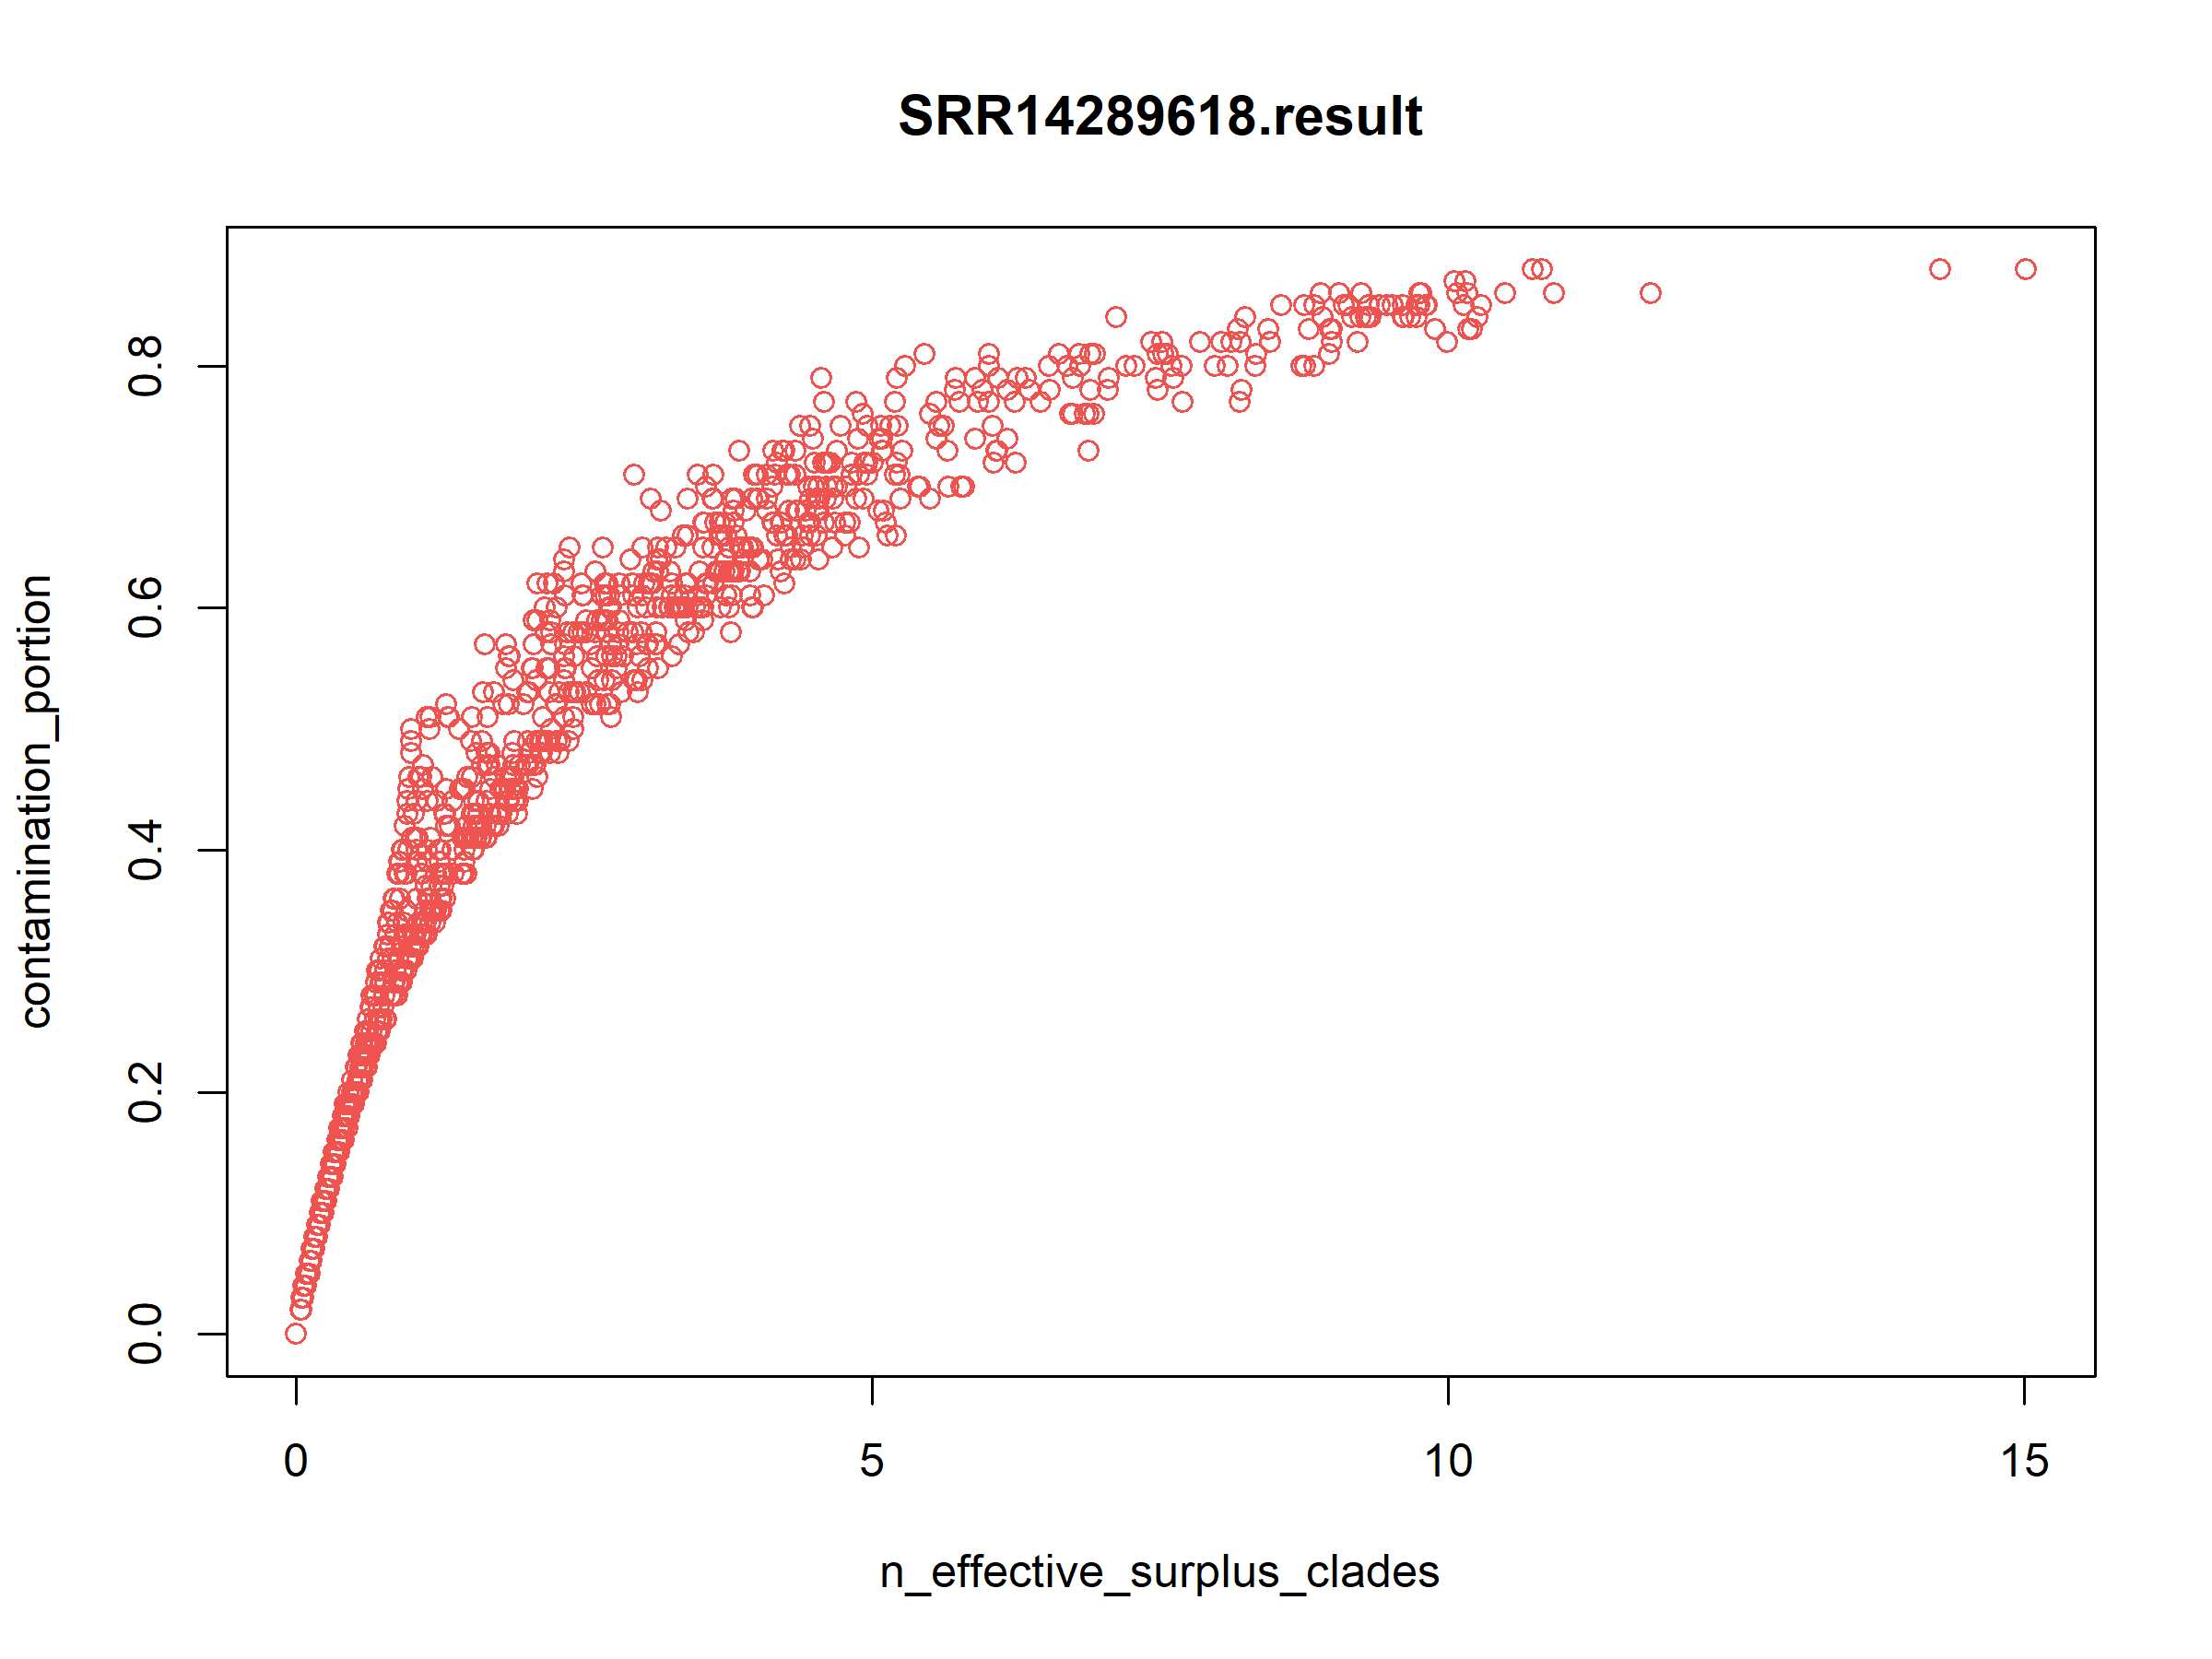 SRR14289618.result
contamination_portion
0.8
0.6
0.4
0.2
0.0
0 5 10 15
n_effective_surplus_clades